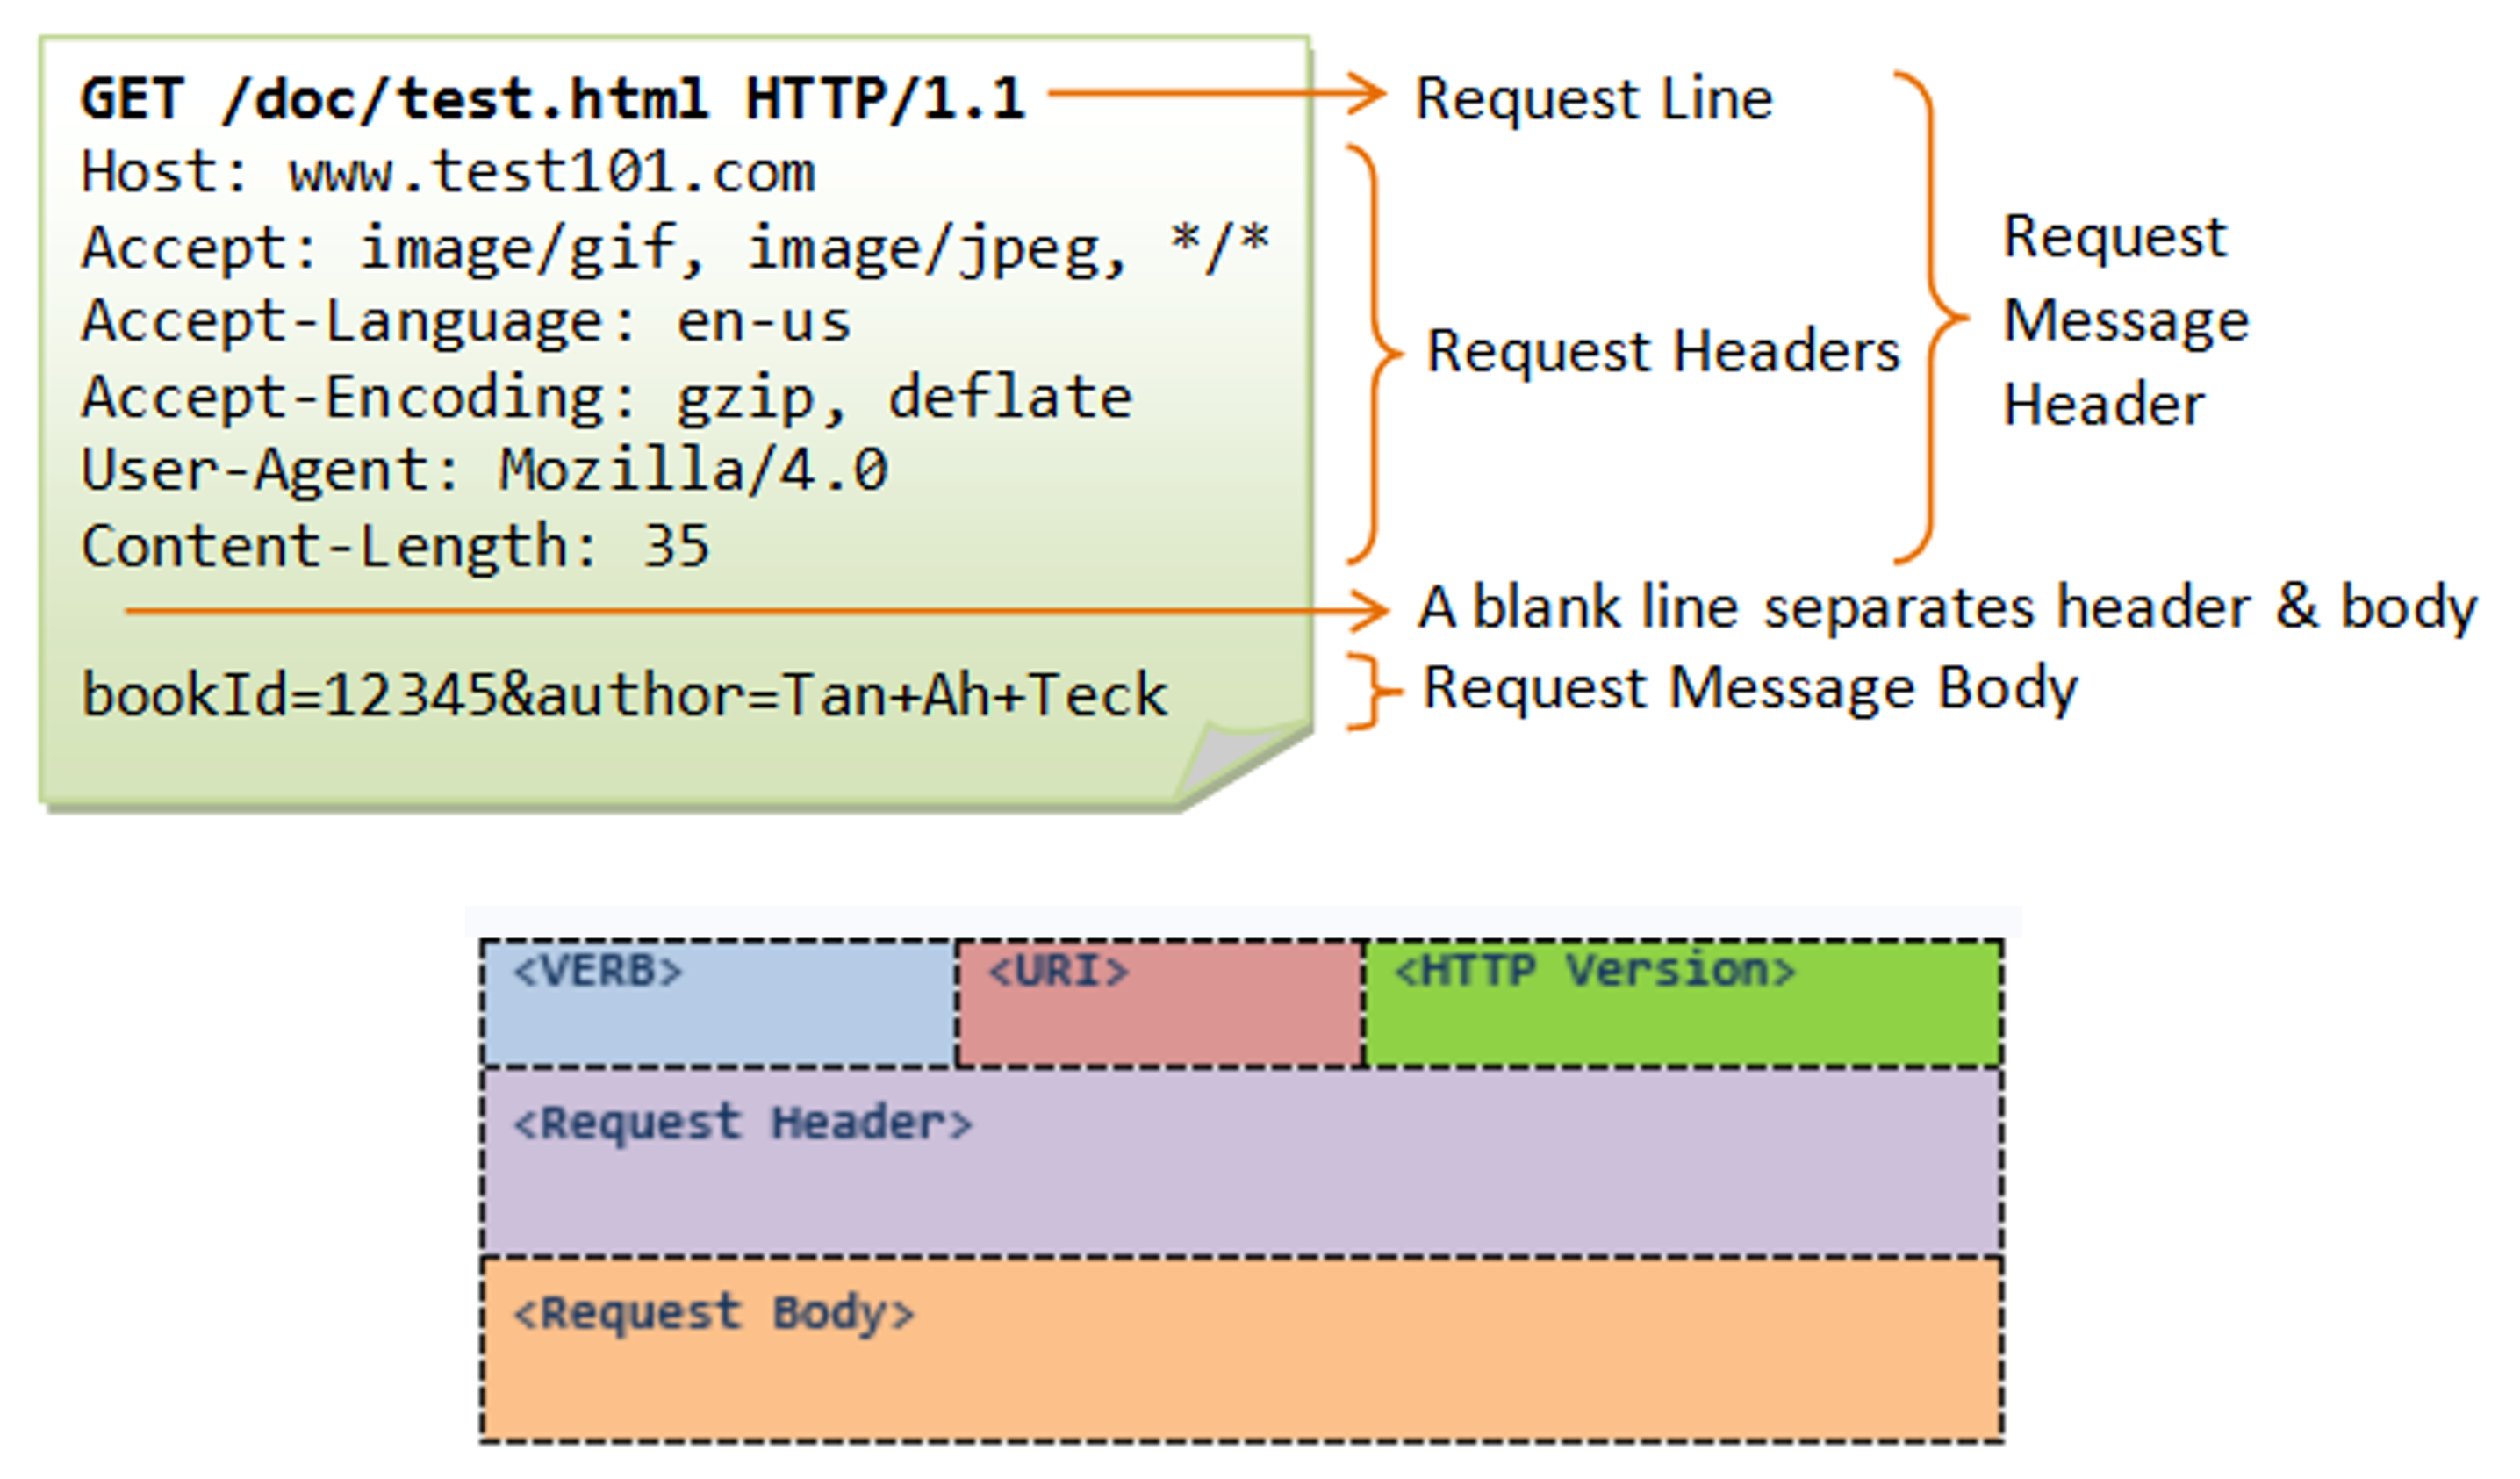 GET /doc/test.html HTTP/1.1
Request Line
Host: www.test101.com
Accept: image/gif, image/jpeg, */*
Accept-Language: en-us
Accept-Encoding: gzip, deflate
User-Agent: Mozilla/4.0
Content-Length: 35
Request Headers
Request
Message
Header
A blank line separates header & body
bookId=12345&author=Tan+Ah+Teck
Request Message Body
<VERB>
<URI>
<HTTP Version>
<Request Header>
<Request Body>